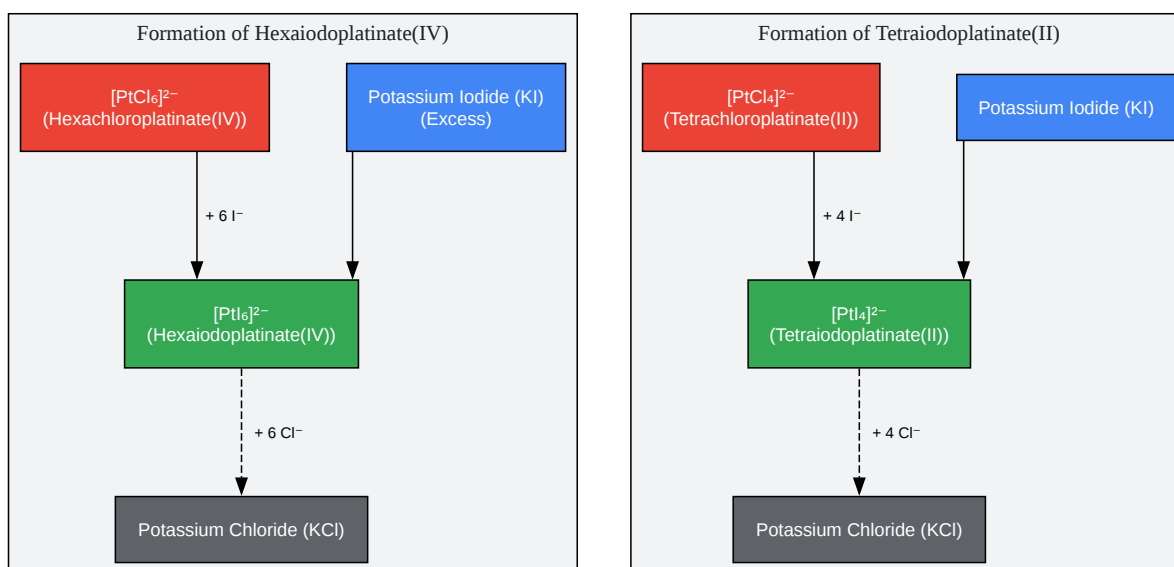 Formation of Hexaiodoplatinate(IV)
[PtCl₆]²⁻
(Hexachloroplatinate(IV))
Potassium Iodide (KI)
(Excess)
+ 6 I⁻
[PtI₆]²⁻
(Hexaiodoplatinate(IV))
+ 6 Cl⁻
Potassium Chloride (KCl)
Formation of Tetraiodoplatinate(II)
[PtCl₄]²⁻
(Tetrachloroplatinate(II))
Potassium Iodide (KI)
+ 4 I⁻
[PtI₄]²⁻
(Tetraiodoplatinate(II))
+ 4 Cl⁻
Potassium Chloride (KCl)